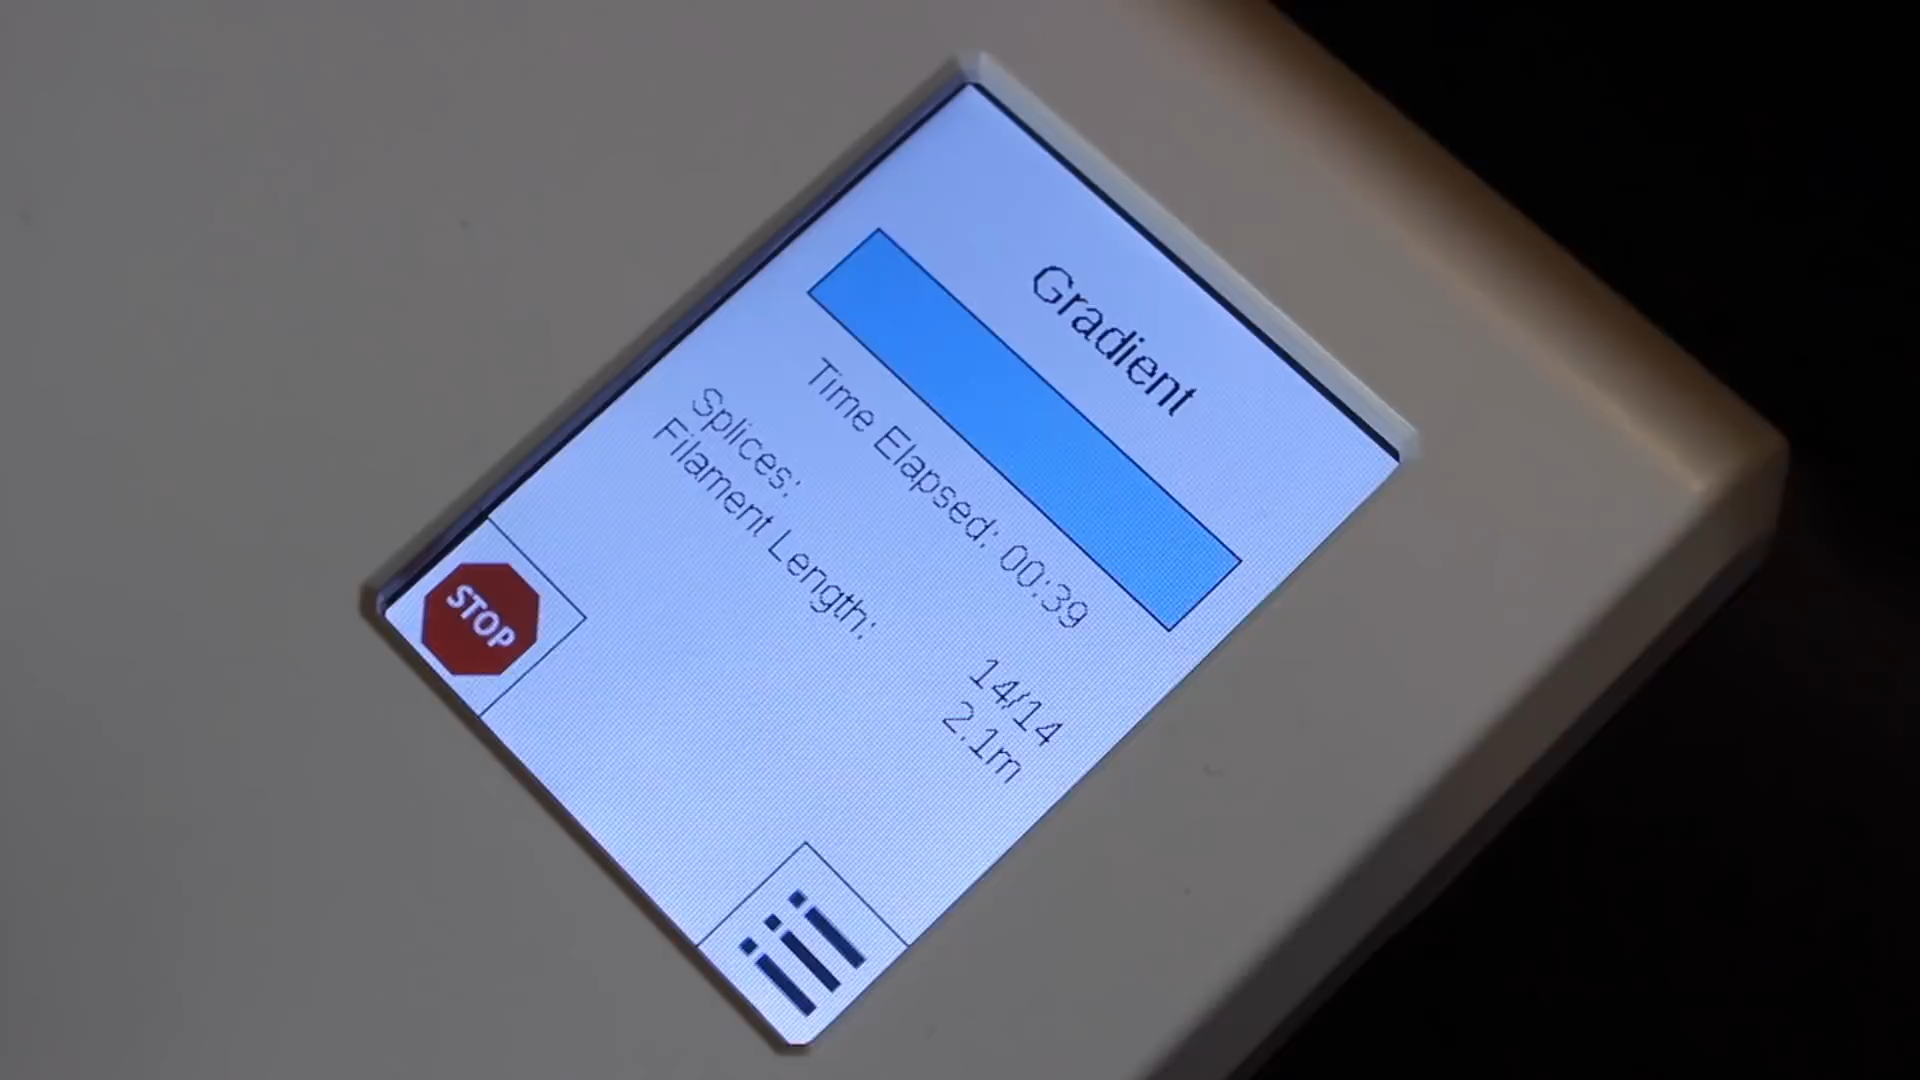 Gradient
Time Elapsed: 00:39
Splices: 14/14
Filament Length: 2.1m
STOP